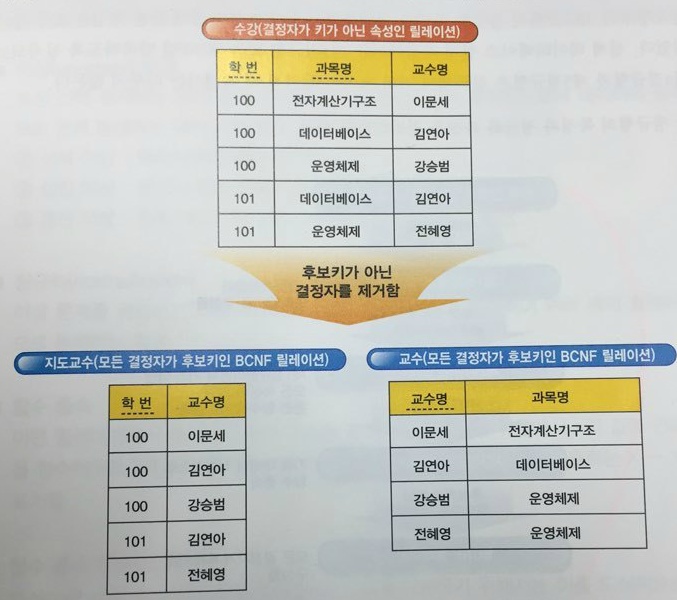 수강(결정자가 키가 아닌 속성인 릴레이션)
학 번 과목명 교수명
100 전자계산기구조 이문세
100 데이터베이스 김연아
100 운영체제 강승범
101 데이터베이스 김연아
101 운영체제 전혜영
후보키가 아닌
결정자를 제거함
지도교수(모든 결정자가 후보키인 BCNF 릴레이션)
학 번 교수명
100 이문세
100 김연아
100 강승범
101 김연아
101 전혜영
교수(모든 결정자가 후보키인 BCNF 릴레이션)
교수명 과목명
이문세 전자계산기구조
김연아 데이터베이스
강승범 운영체제
전혜영 운영체제